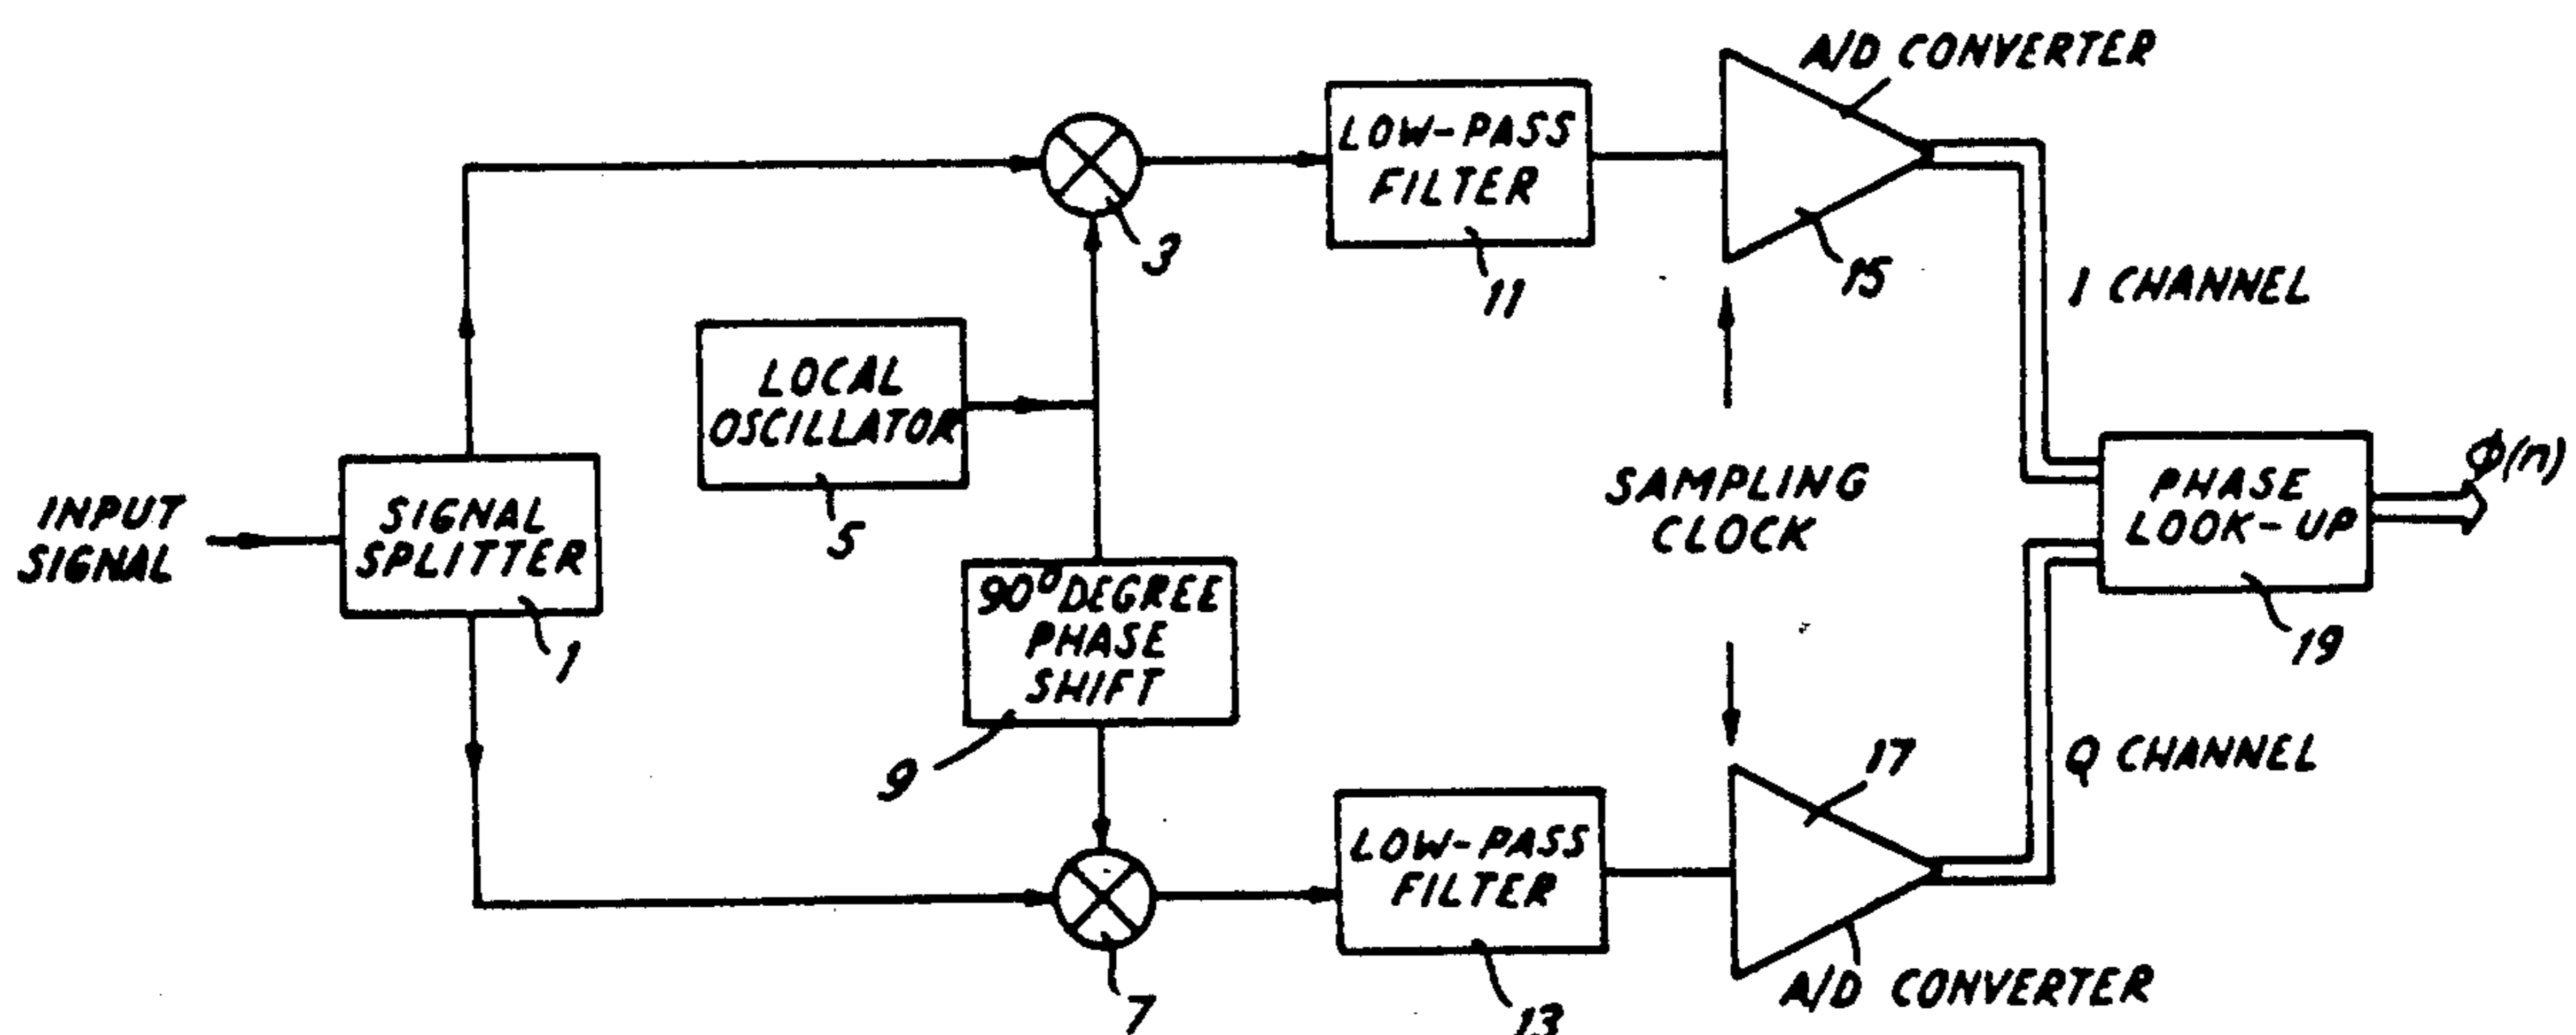 A/D CONVERTER
LOW-PASS
FILTER
3
11
15
I CHANNEL
LOCAL
OSCILLATOR
5
INPUT
SIGNAL
SIGNAL
SPLITTER
1
SAMPLING
CLOCK
PHASE
LOOK-UP
ϕ(n)
19
90° DEGREE
PHASE
SHIFT
9
17
Q CHANNEL
LOW-PASS
FILTER
7
13
A/D CONVERTER